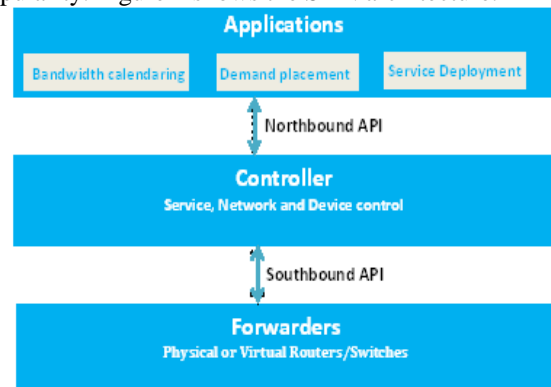 Applications
Bandwidth calendaring Demand placement Service Deployment
Northbound API
Controller
Service, Network and Device control
Southbound API
Forwarders
Physical or Virtual Routers/Switches